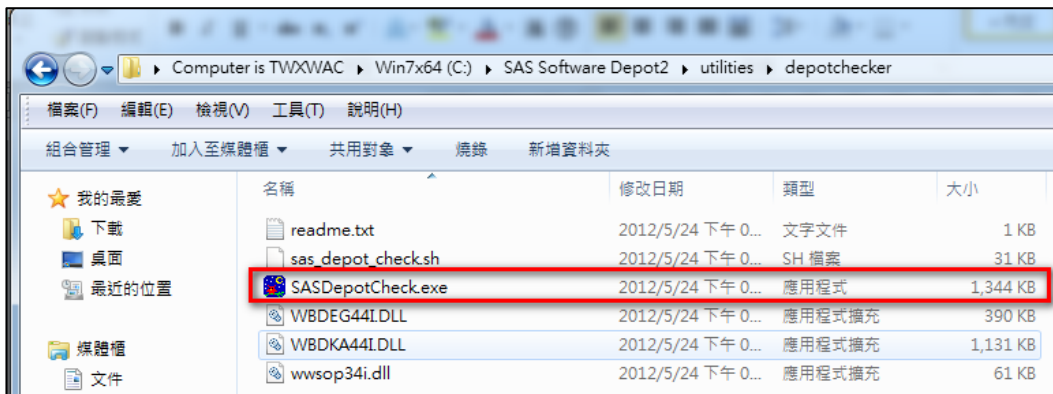 Computer is TWXWAC ▸ Win7x64 (C:) ▸ SAS Software Depot2 ▸ utilities ▸ depotchecker
檔案(F) 編輯(E) 檢視(V) 工具(T) 說明(H)
組合管理 加入至媒體櫃 共用對象 燒錄 新增資料夾
我的最愛
下載
桌面
最近的位置
媒體櫃
文件
名稱 修改日期 類型 大小
readme.txt 2012/5/24 下午 0... 文字文件 1 KB
sas_depot_check.sh 2012/5/24 下午 0... SH 檔案 31 KB
SASDepotCheck.exe 2012/5/24 下午 0... 應用程式 1,344 KB
WBDEG44I.DLL 2012/5/24 下午 0... 應用程式擴充 390 KB
WBDKA44I.DLL 2012/5/24 下午 0... 應用程式擴充 1,131 KB
wwsop34i.dll 2012/5/24 下午 0... 應用程式擴充 61 KB